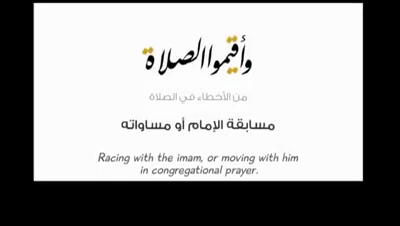 وأقيموا الصلاة
من الأخطاء في الصلاة
مسابقة الإمام أو مساواته
Racing with the imam, or moving with him
in congregational prayer.